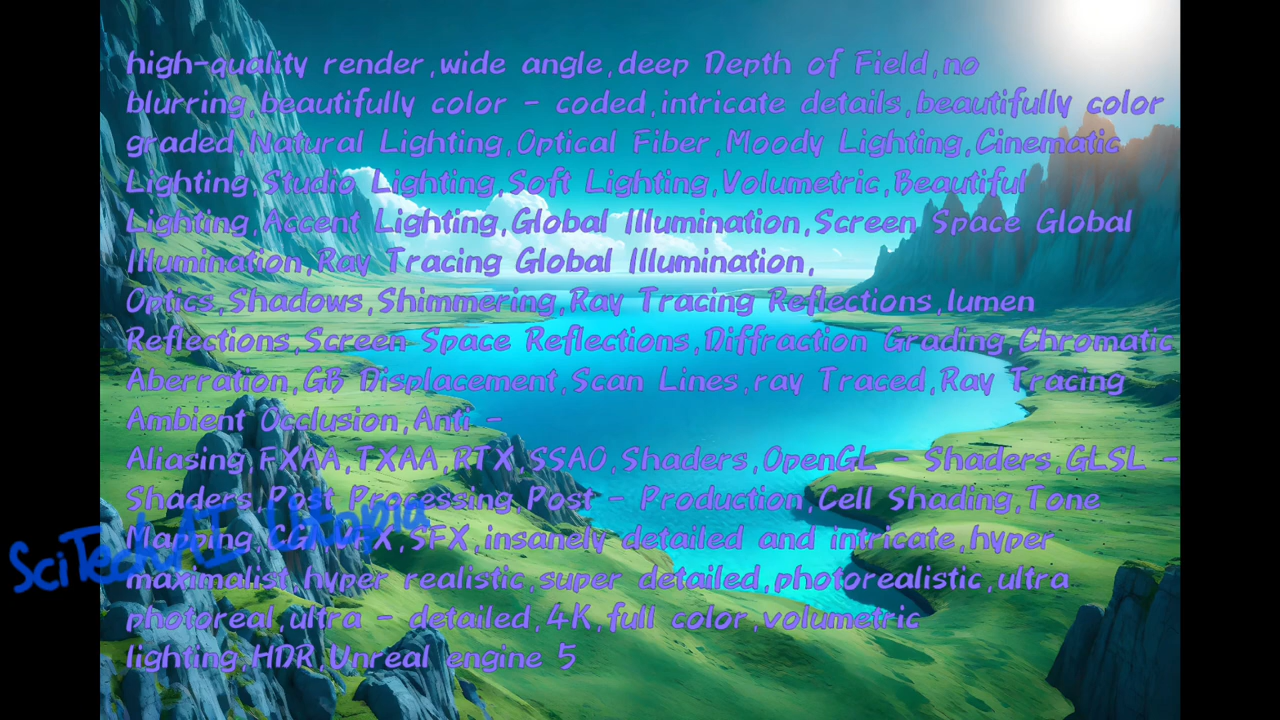 high-quality render,wide angle,deep Depth of Field,no
blurring,beautifully color - coded,intricate details,beautifully color
graded,Natural Lighting,Optical Fiber,Moody Lighting,Cinematic
Lighting,Studio Lighting,Soft Lighting,Volumetric,Beautiful
Lighting,Accent Lighting,Global Illumination,Screen Space Global
Illumination,Ray Tracing Global Illumination,
Optics,Shadows,Shimmering,Ray Tracing Reflections,lumen
Reflections,Screen Space Reflections,Diffraction Grading,Chromatic
Aberration,GB Displacement,Scan Lines,ray Traced,Ray Tracing
Ambient Occlusion,Anti -
Aliasing,FXAA,TXAA,RTX,SSAO,Shaders,OpenGL - Shaders,GLSL -
Shaders,Post Processing,Post - Production,Cell Shading,Tone
Mapping,CGI,VFX,SFX,insanely detailed and intricate,hyper
maximalist,hyper realistic,super detailed,photorealistic,ultra
photoreal,ultra - detailed,4K,full color,volumetric
lighting,HDR,Unreal engine 5
SciTech AI Utopia